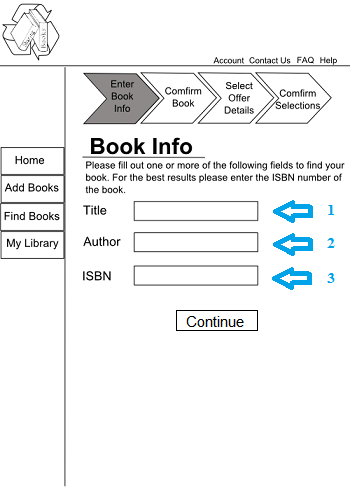 Account Contact Us FAQ Help
Enter
Book
Info
Comfirm
Book
Select
Offer
Details
Comfirm
Selections
Home
Add Books
Find Books
My Library
Book Info
Please fill out one or more of the following fields to find your
book. For the best results please enter the ISBN number of
the book.
Title
1
Author
2
ISBN
3
Continue